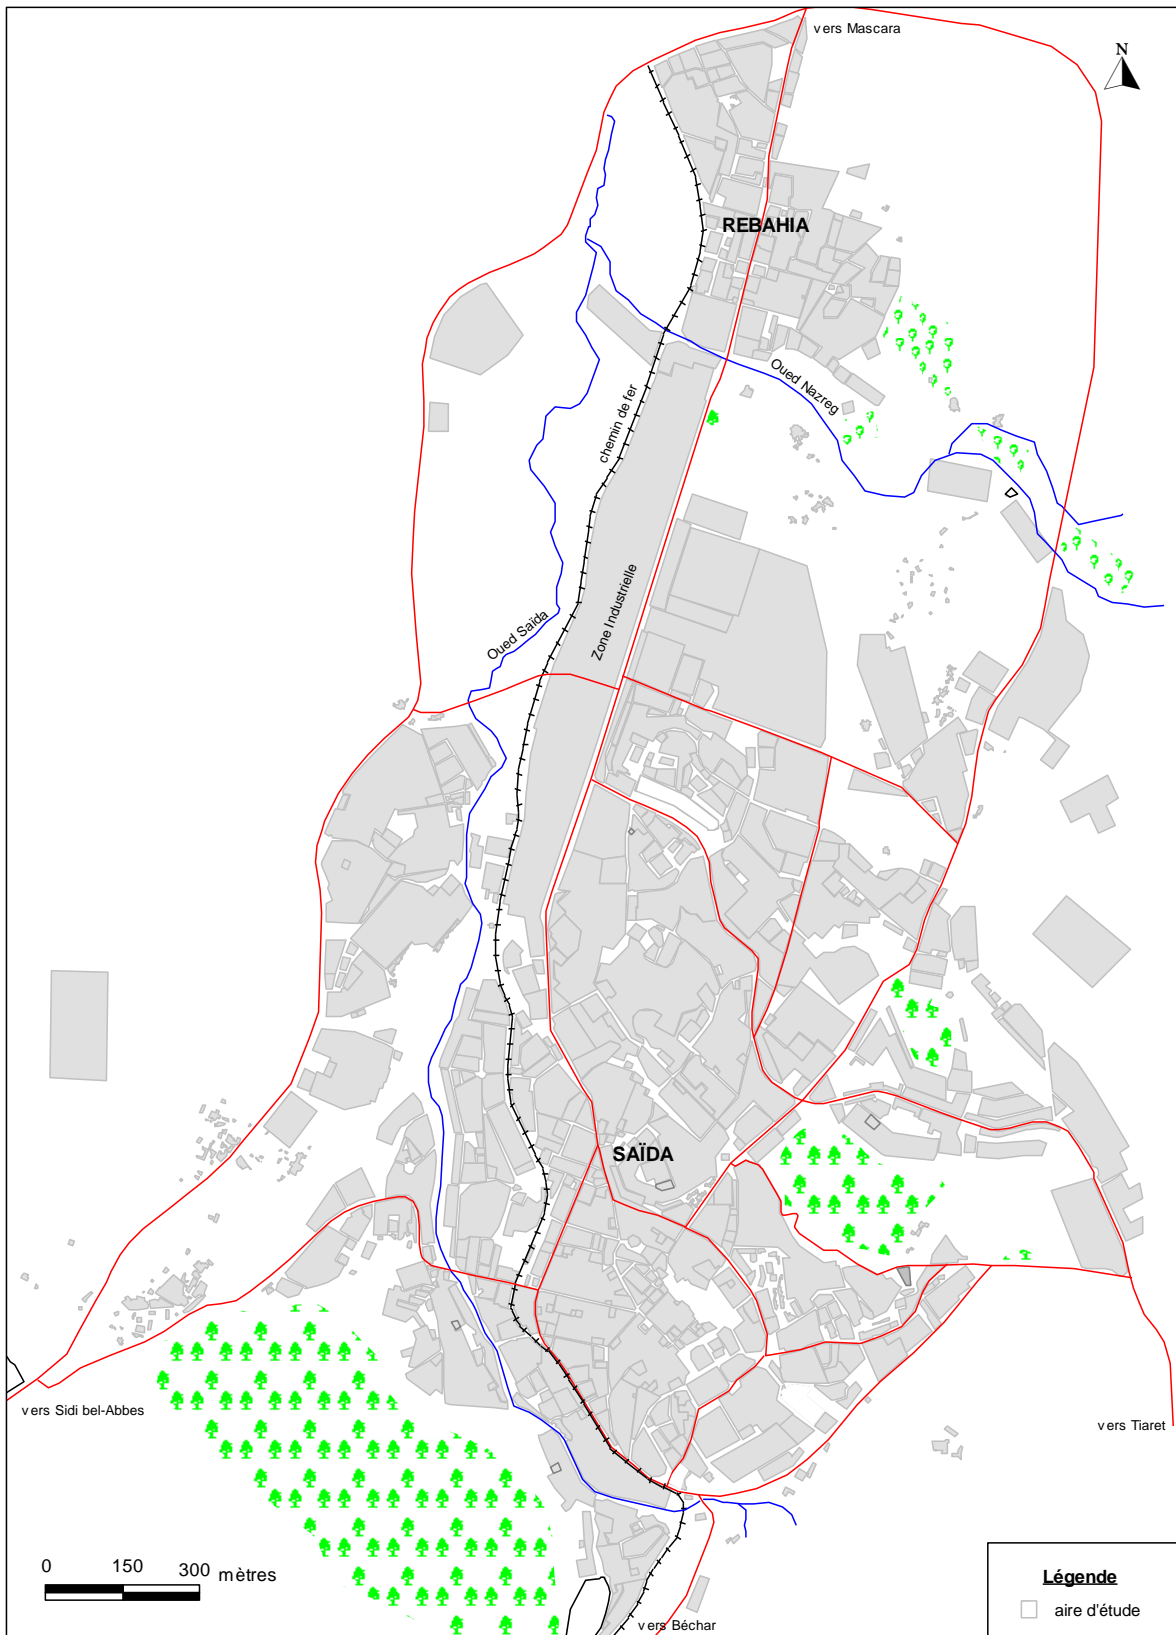 vers Mascara
N
REBAHIA
Oued Nazreg
chemin de fer
Zone Industrielle
Oued Saïda
SAÏDA
vers Sidi bel-Abbes
vers Tiaret
0 150 300 mètres
Légende
aire d'étude
vers Béchar